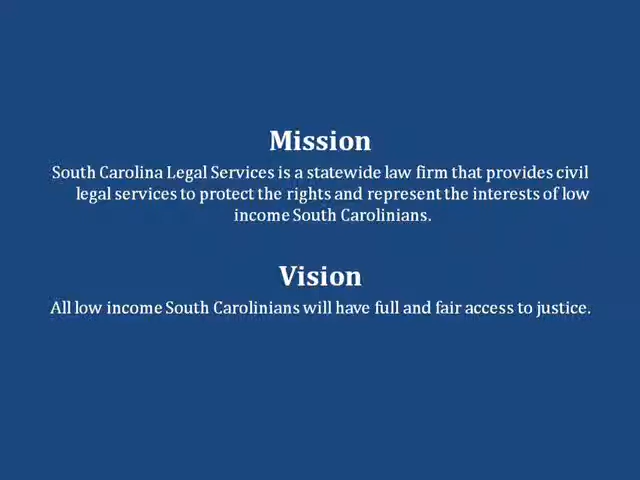 Mission
South Carolina Legal Services is a statewide law firm that provides civil
legal services to protect the rights and represent the interests of low
income South Carolinians.
Vision
All low income South Carolinians will have full and fair access to justice.